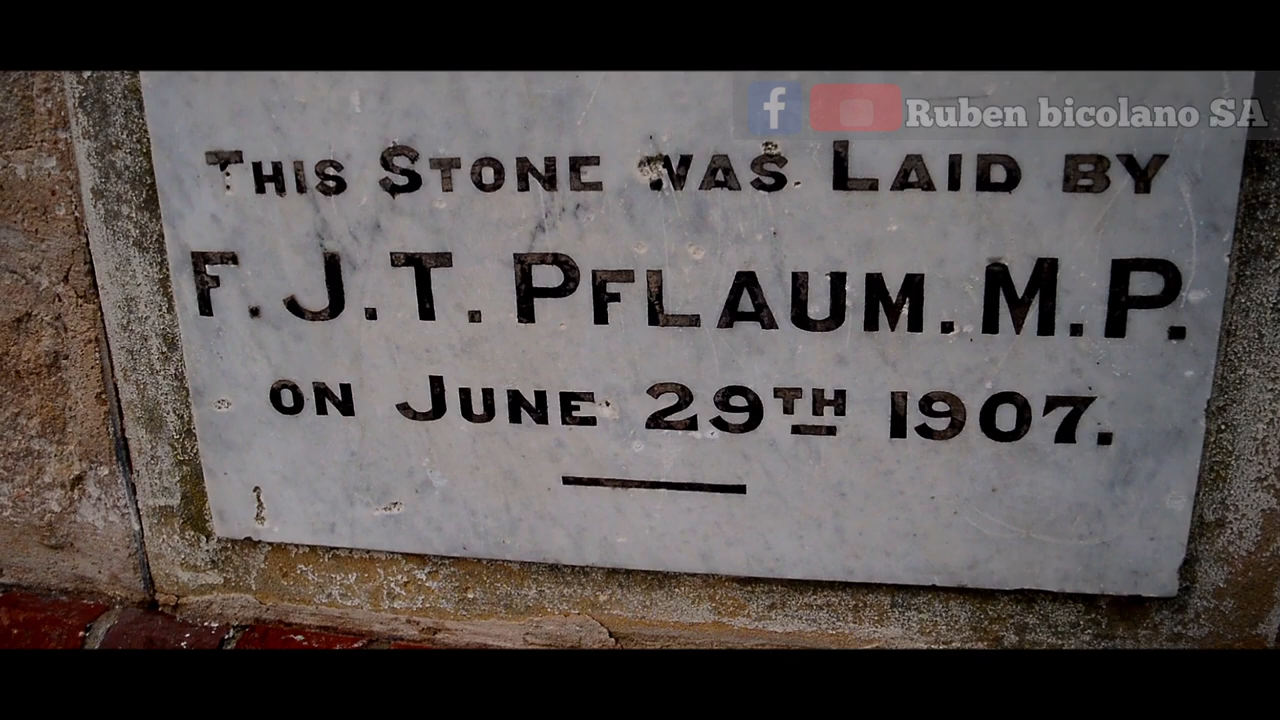 Ruben bicolano SA
THIS STONE WAS LAID BY
F. J. T. PFLAUM. M. P.
ON JUNE 29TH 1907.